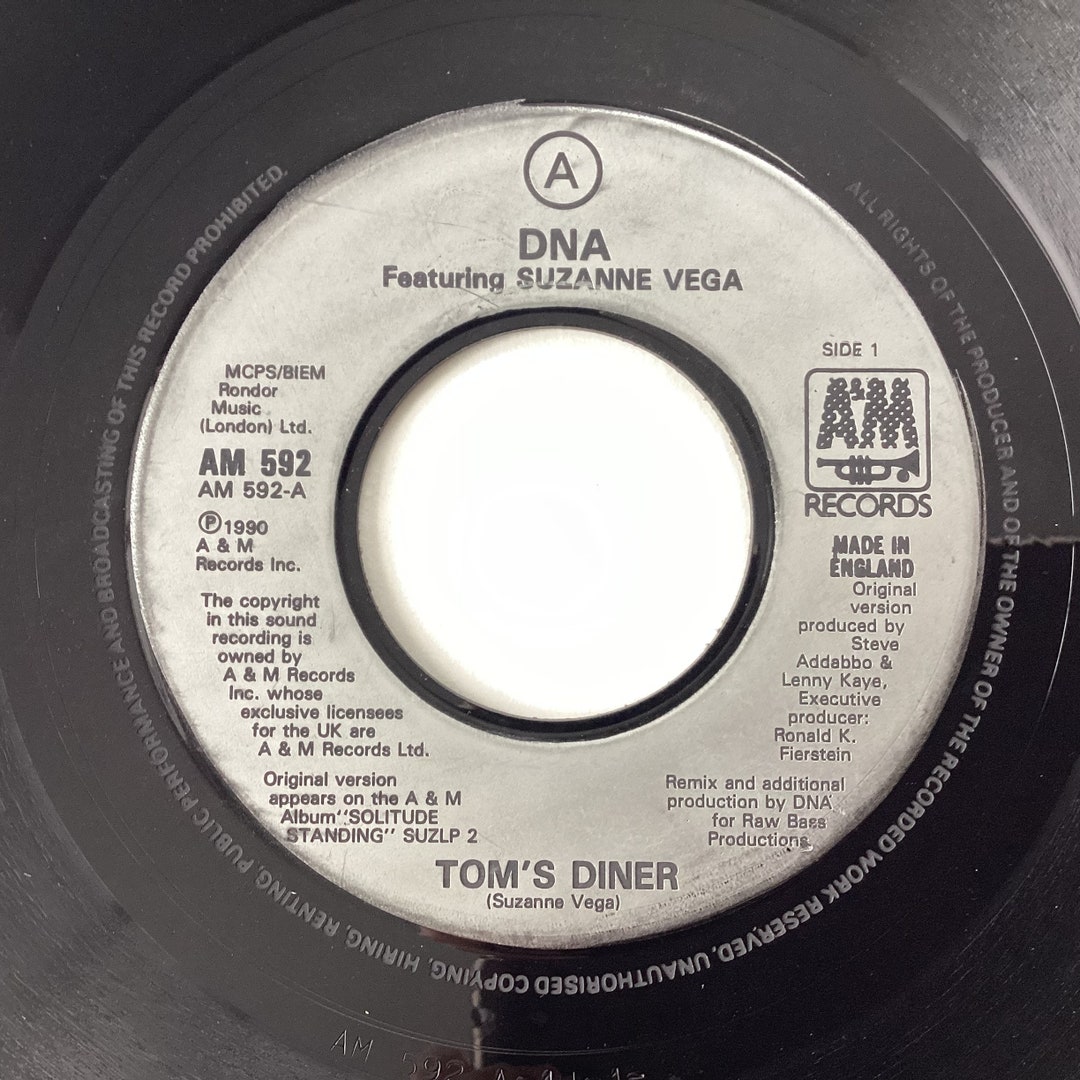 A
DNA
Featuring SUZANNE VEGA
MCPS/BIEM
Rondor
Music
(London) Ltd.
AM 592
AM 592-A
℗1990
A & M
Records Inc.
The copyright
in this sound
recording is
owned by
A & M Records
Inc. whose
exclusive licensees
for the UK are
A & M Records Ltd.
Original version
appears on the A & M
Album "SOLITUDE
STANDING" SUZLP 2
SIDE 1
A&M
RECORDS
MADE IN
ENGLAND
Original
version
produced by
Steve
Addabbo &
Lenny Kaye,
Executive
producer:
Ronald K.
Fierstein
Remix and additional
production by DNA
for Raw Bass
Productions
TOM'S DINER
(Suzanne Vega)
ALL RIGHTS OF THE PRODUCER AND OF THE OWNER OF THE RECORDED WORK RESERVED. UNAUTHORISED COPYING, HIRING, RENTING, PUBLIC PERFORMANCE AND BROADCASTING OF THIS RECORD PROHIBITED.
AM 592